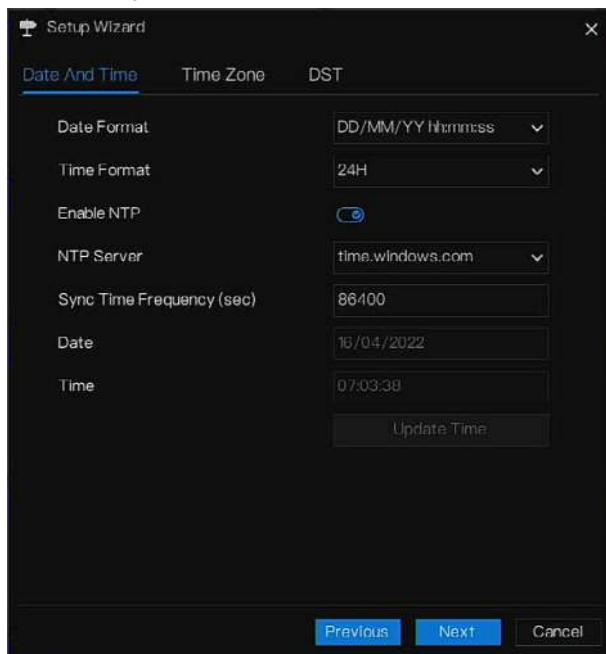 Setup Wizard
Date And Time Time Zone DST
Date Format DD/MM/YY hh:mm:ss
Time Format 24H
Enable NTP
NTP Server time.windows.com
Sync Time Frequency (sec) 86400
Date 16/04/2022
Time 07:03:38
Update Time
Previous Next Cancel